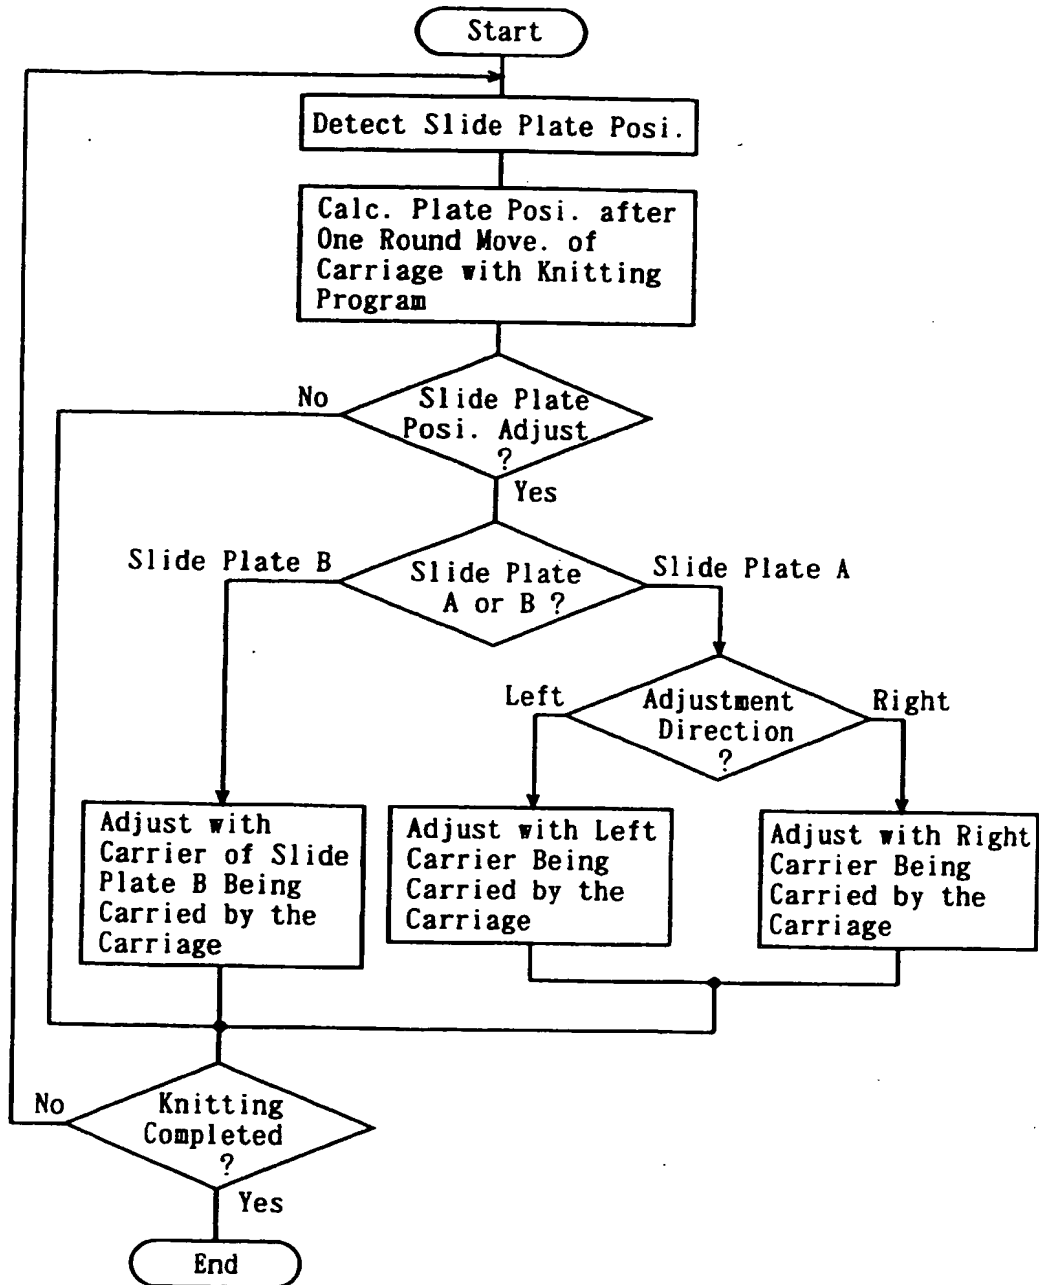 Start
Detect Slide Plate Posi.
Calc. Plate Posi. after
One Round Move. of
Carriage with Knitting
Program
No
Slide Plate
Posi. Adjust
?
Yes
Slide Plate B
Slide Plate
A or B ?
Slide Plate A
Left
Adjustment
Direction
?
Right
Adjust with
Carrier of Slide
Plate B Being
Carried by the
Carriage
Adjust with Left
Carrier Being
Carried by the
Carriage
Adjust with Right
Carrier Being
Carried by the
Carriage
No
Knitting
Completed
?
Yes
End